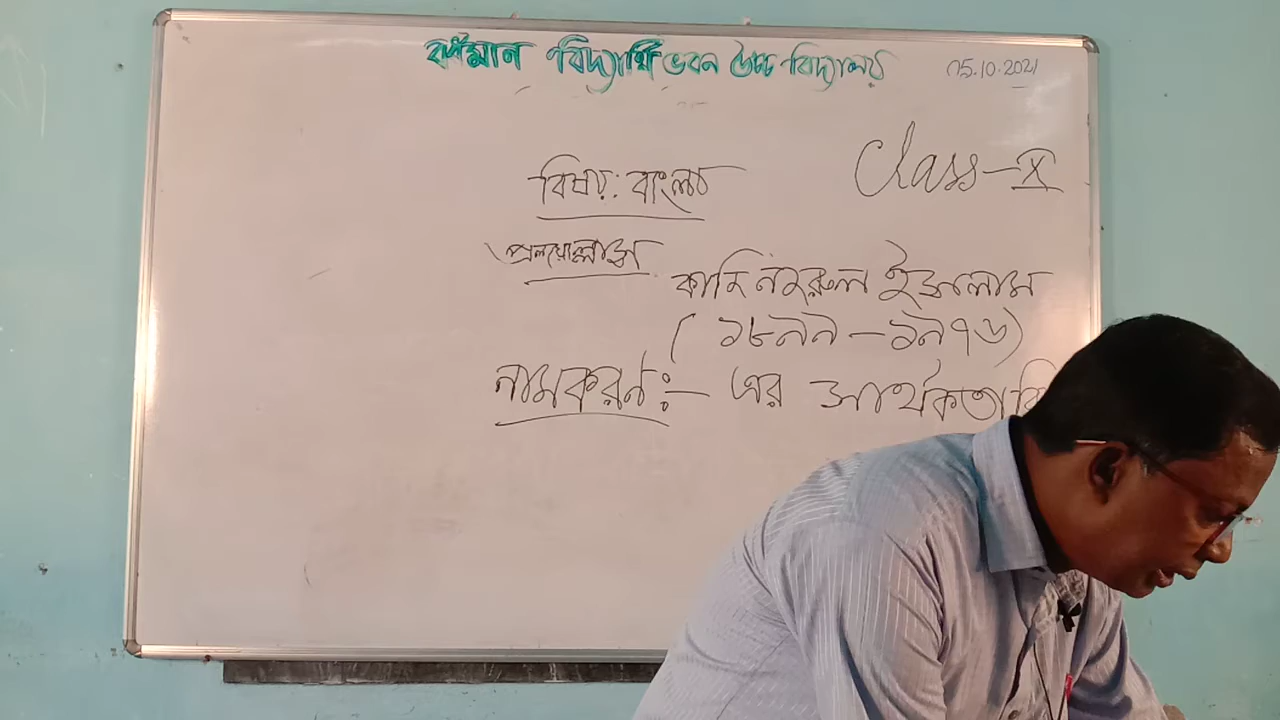 বর্ধমান বিদ্যার্থি ভবন উচ্চ বিদ্যালয় 05.10.2021
Class-X
বিষয়: বাংলা
প্রলয়োল্লাস
কাজি নজরুল ইসলাম
(১৮৯৯ - ১৯৭৬)
নামকরণ:- এর সার্থকতা